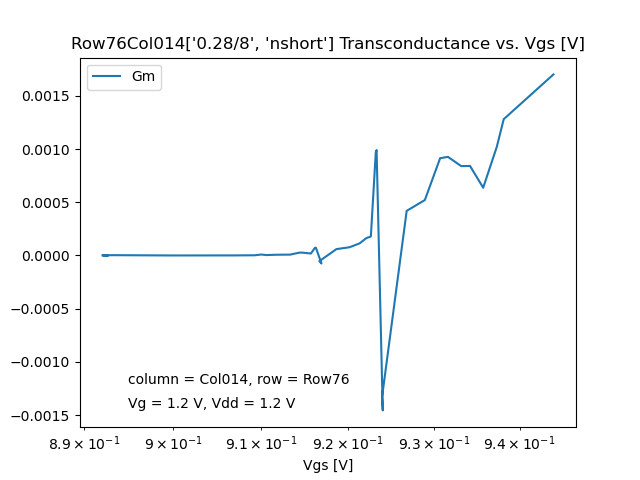 Row76Col014['0.28/8', 'nshort'] Transconductance vs. Vgs [V]
Gm
0.0015
0.0010
0.0005
0.0000
−0.0005
−0.0010
−0.0015
column = Col014, row = Row76
Vg = 1.2 V, Vdd = 1.2 V
8.9 × 10⁻¹ 9 × 10⁻¹ 9.1 × 10⁻¹ 9.2 × 10⁻¹ 9.3 × 10⁻¹ 9.4 × 10⁻¹
Vgs [V]